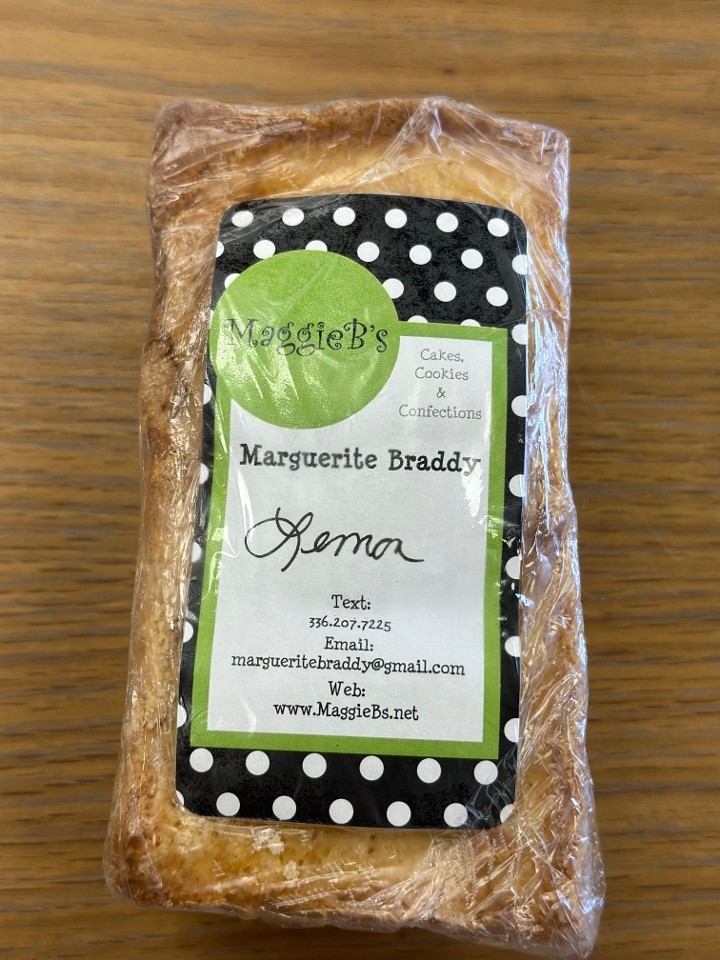 MaggieB's
Cakes,
Cookies
&
Confections
Marguerite Braddy
Lemon
Text:
336.207.7225
Email:
margueritebraddy@gmail.com
Web:
www.MaggieBs.net